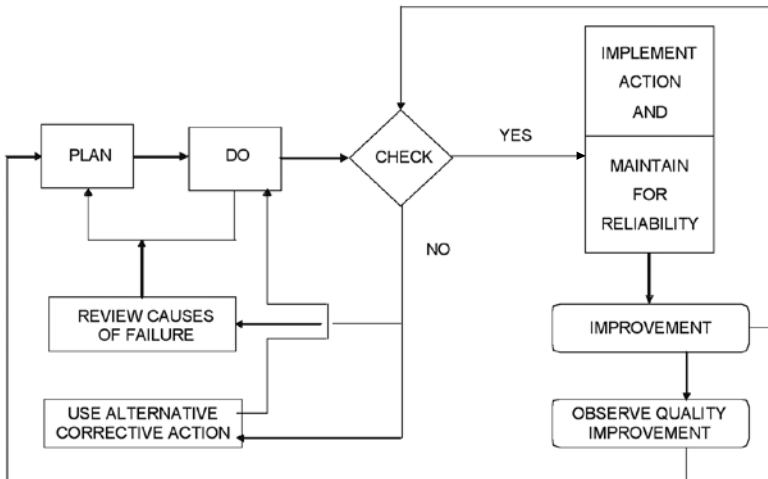 IMPLEMENT
ACTION
AND
PLAN
DO
CHECK
YES
MAINTAIN
FOR
RELIABILITY
NO
REVIEW CAUSES
OF FAILURE
IMPROVEMENT
USE ALTERNATIVE
CORRECTIVE ACTION
OBSERVE QUALITY
IMPROVEMENT